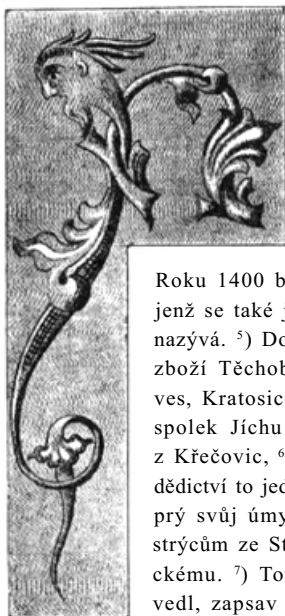 Roku 1400 b
jenž se také j
nazývá. ⁵) Do
zboží Těchob
ves, Kratosic
spolek Jíchu
z Křečovic, ⁶
dědictví to jed
prý svůj úmy
strýcům ze St
ckému. ⁷) To
vedl, zapsav